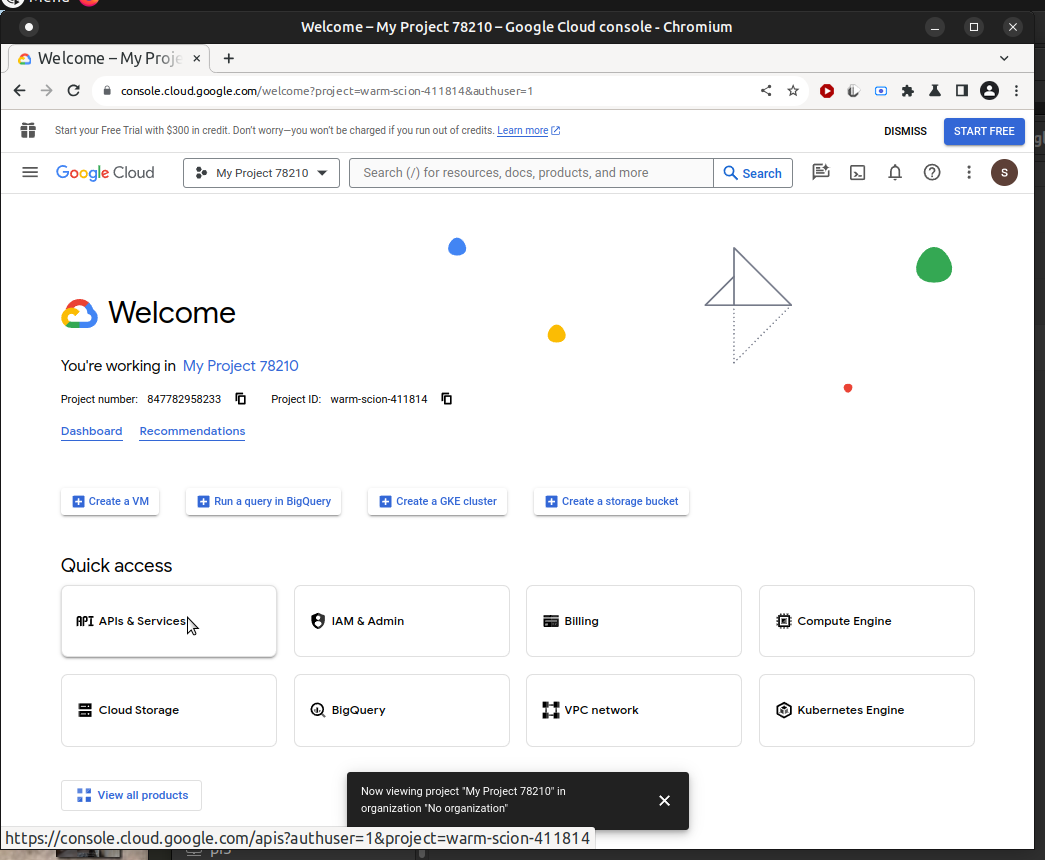 Menu
Welcome – My Project 78210 – Google Cloud console - Chromium
Welcome – My Proje
console.cloud.google.com/welcome?project=warm-scion-411814&authuser=1
Start your Free Trial with $300 in credit. Don't worry—you won't be charged if you run out of credits. Learn more
DISMISS
START FREE
Google Cloud
My Project 78210
Search (/) for resources, docs, products, and more
Search
S
Welcome
You're working in My Project 78210
Project number: 847782958233 Project ID: warm-scion-411814
Dashboard Recommendations
Create a VM
Run a query in BigQuery
Create a GKE cluster
Create a storage bucket
Quick access
API APIs & Services
IAM & Admin
Billing
Compute Engine
Cloud Storage
BigQuery
VPC network
Kubernetes Engine
View all products
Now viewing project "My Project 78210" in
organization "No organization"
https://console.cloud.google.com/apis?authuser=1&project=warm-scion-411814